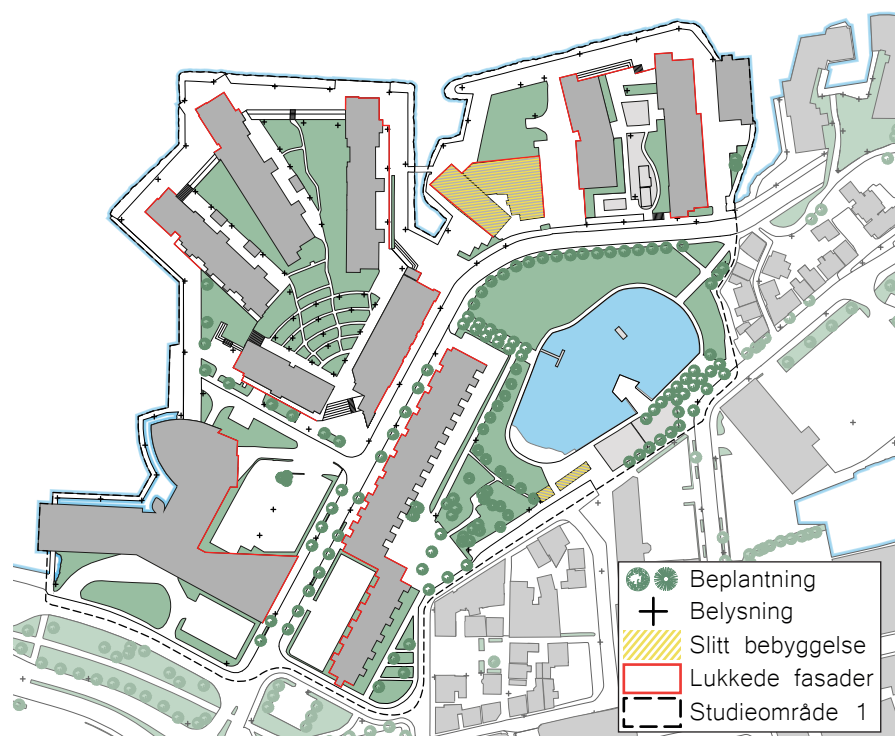 Beplantning
Belysning
Slitt bebyggelse
Lukkede fasader
Studieområde 1